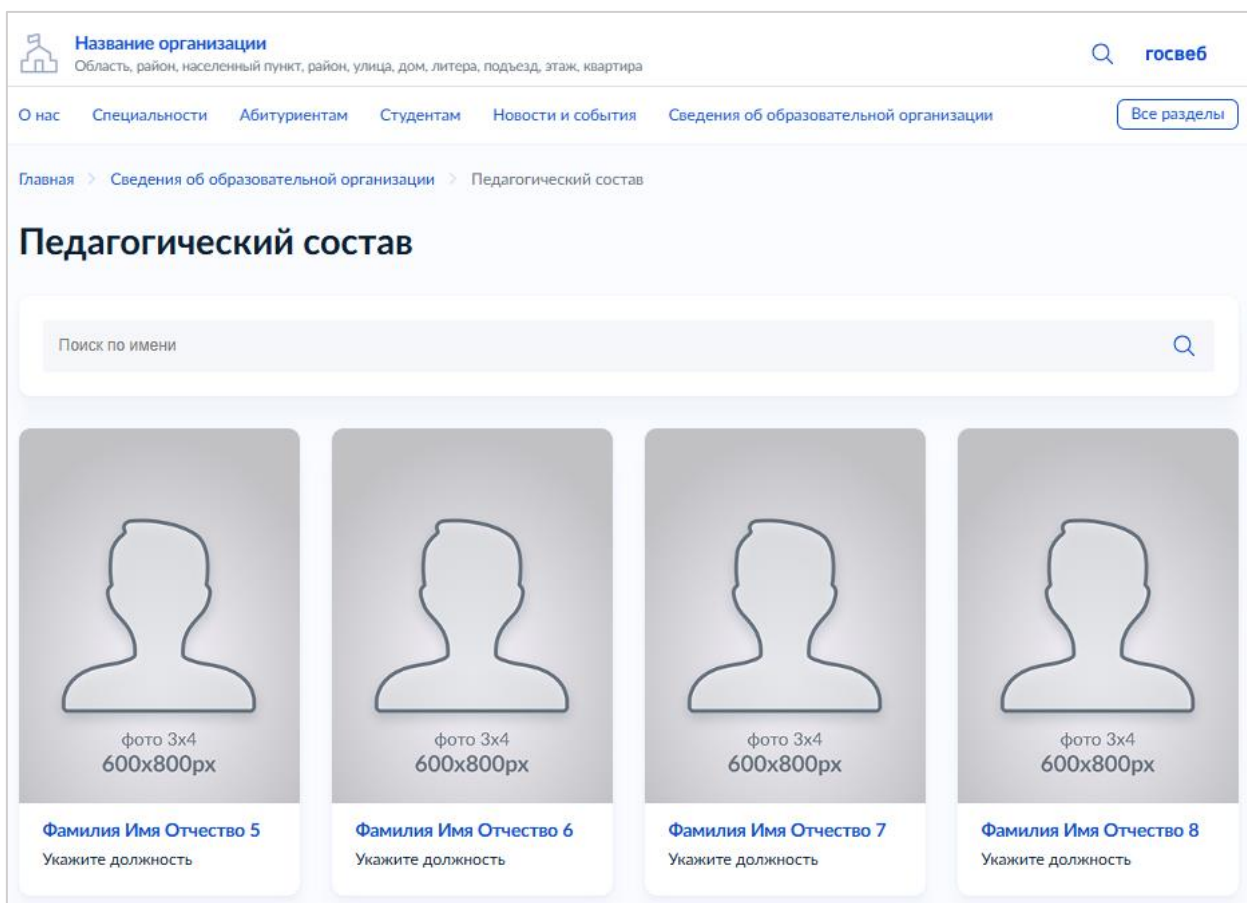 Название организации
Область, район, населенный пункт, район, улица, дом, литера, подъезд, этаж, квартира
госвеб
О нас Специальности Абитуриентам Студентам Новости и события Сведения об образовательной организации Все разделы
Главная > Сведения об образовательной организации > Педагогический состав
Педагогический состав
Поиск по имени
фото 3x4 фото 3x4 фото 3x4 фото 3x4
600x800px 600x800px 600x800px 600x800px
Фамилия Имя Отчество 5 Фамилия Имя Отчество 6 Фамилия Имя Отчество 7 Фамилия Имя Отчество 8
Укажите должность Укажите должность Укажите должность Укажите должность